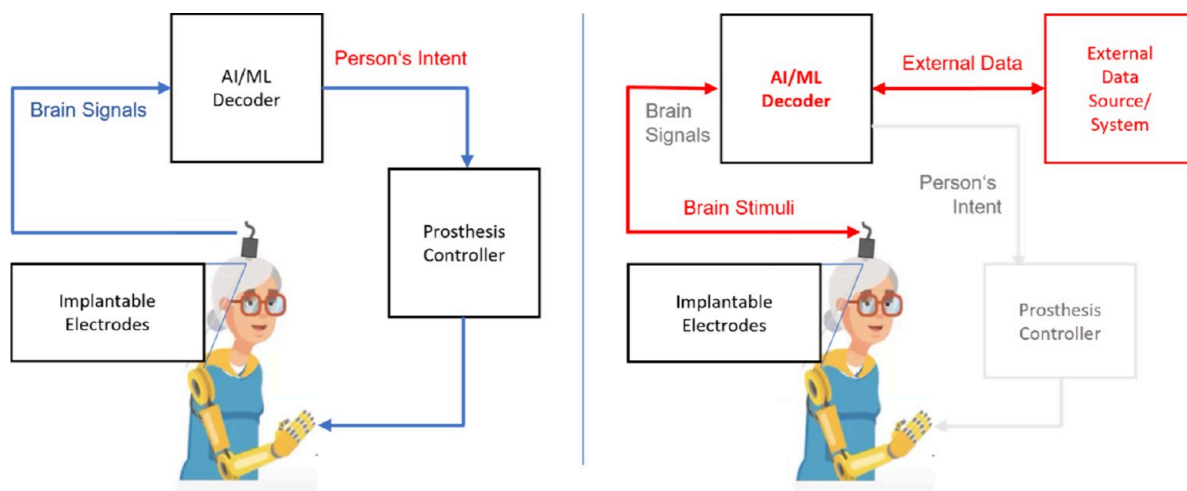 AI/ML
Decoder
Person‘s Intent
Brain Signals
Prosthesis
Controller
Implantable
Electrodes
AI/ML
Decoder
External Data
External
Data
Source/
System
Brain
Signals
Person‘s
Intent
Brain Stimuli
Implantable
Electrodes
Prosthesis
Controller